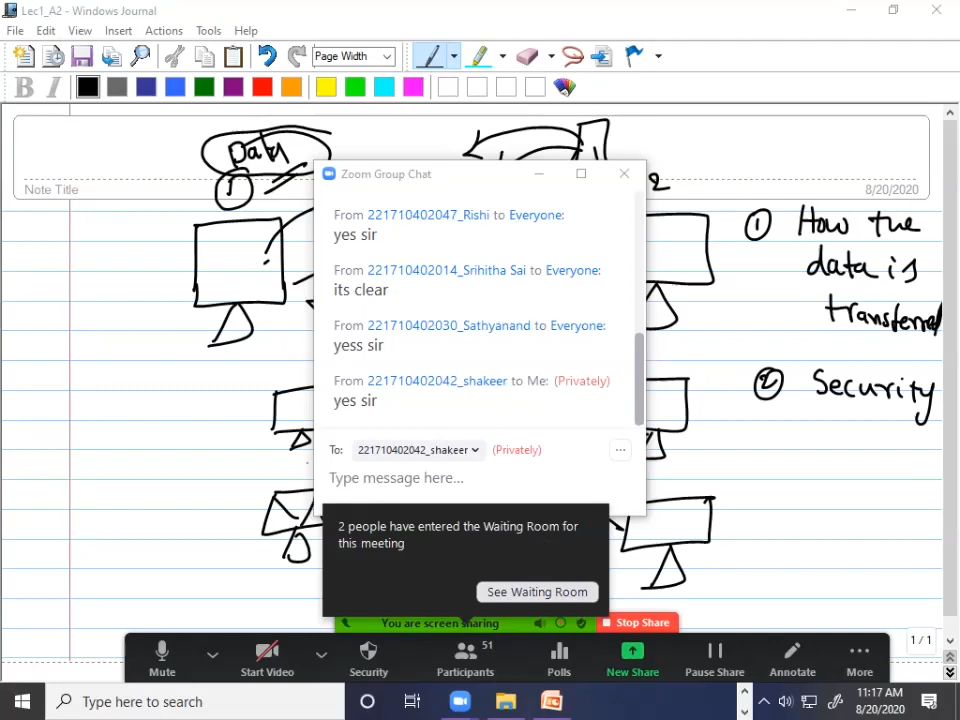 Lec1_A2 - Windows Journal
File Edit View Insert Actions Tools Help
Page Width
B I
Data
1
2
Note Title
8/20/2020
Zoom Group Chat
From 221710402047_Rishi to Everyone:
yes sir
From 221710402014_Srihitha Sai to Everyone:
its clear
From 221710402030_Sathyanand to Everyone:
yess sir
From 221710402042_shakeer to Me: (Privately)
yes sir
To: 221710402042_shakeer (Privately)
Type message here...
① How the
data is
transferred
② Security
2 people have entered the Waiting Room for
this meeting
See Waiting Room
You are screen sharing
Stop Share
1 / 1
51
Mute Start Video Security Participants Polls New Share Pause Share Annotate More
Type here to search
11:17 AM
8/20/2020